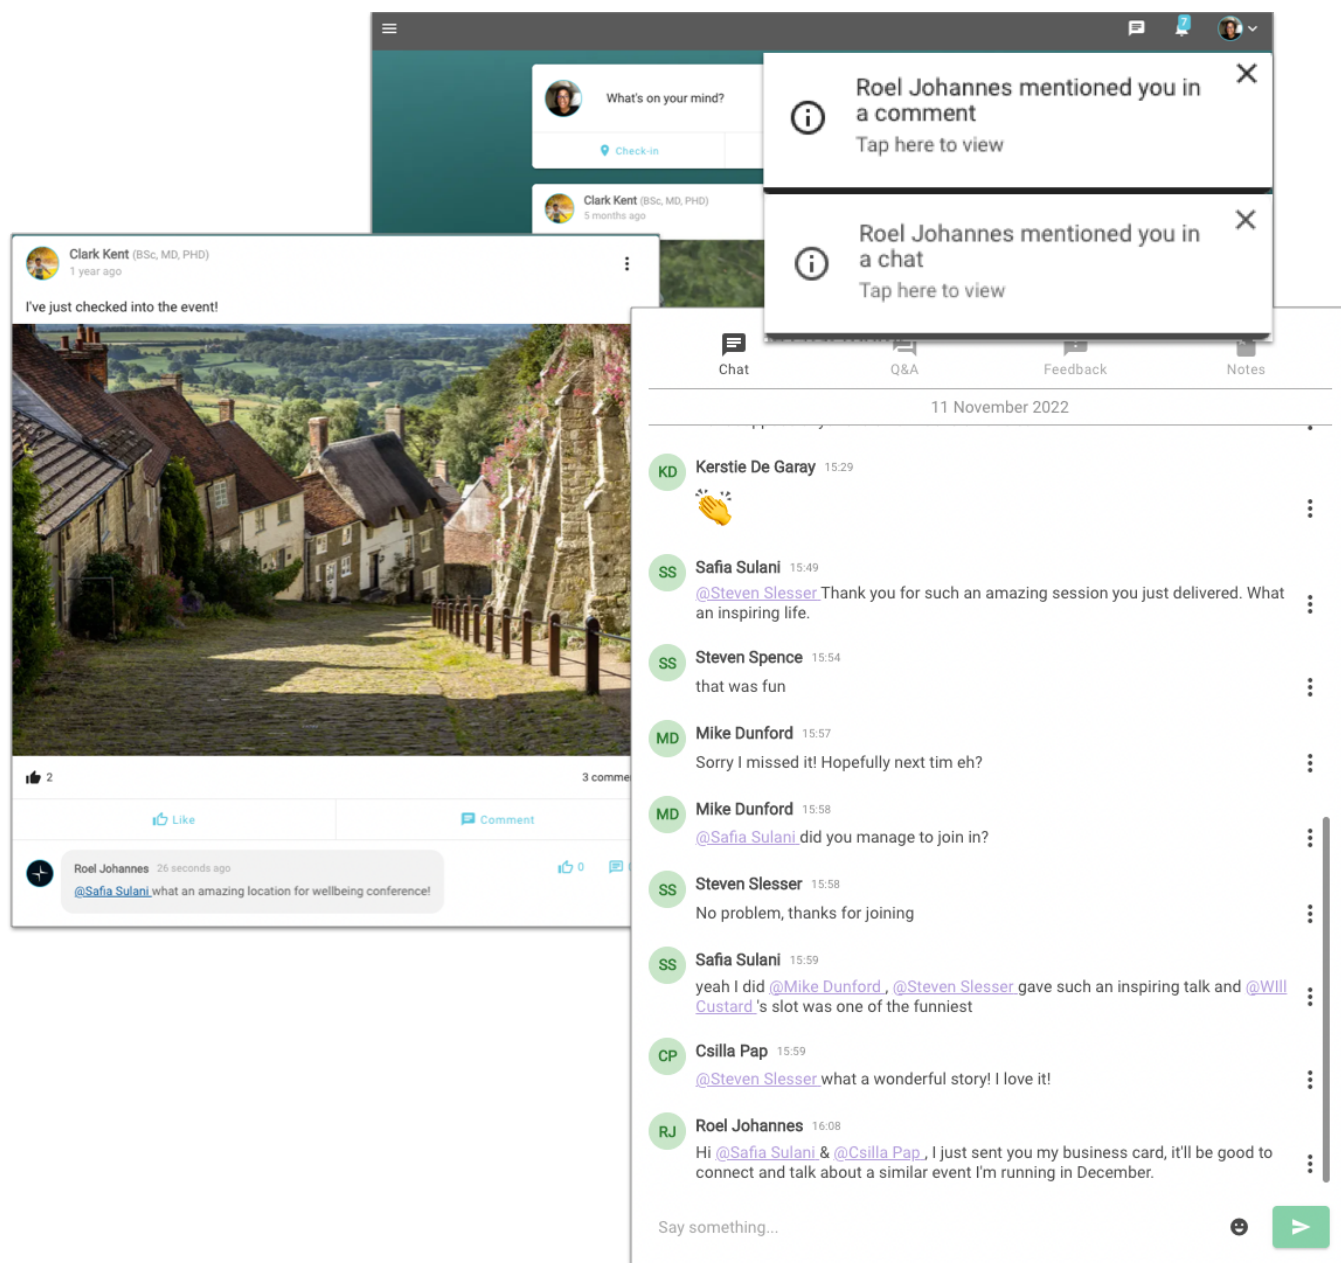 7
What's on your mind?
Check-in
Clark Kent (BSc, MD, PHD)
5 months ago
Roel Johannes mentioned you in
a comment
Tap here to view
Roel Johannes mentioned you in
a chat
Tap here to view
Clark Kent (BSc, MD, PHD)
1 year ago
I've just checked into the event!
2
3 comme
Like
Comment
Roel Johannes 26 seconds ago
@Safia Sulani what an amazing location for wellbeing conference!
0
Chat
Q&A
Feedback
Notes
11 November 2022
KD
Kerstie De Garay 15:29
SS
Safia Sulani 15:49
@Steven Slesser Thank you for such an amazing session you just delivered. What
an inspiring life.
SS
Steven Spence 15:54
that was fun
MD
Mike Dunford 15:57
Sorry I missed it! Hopefully next tim eh?
MD
Mike Dunford 15:58
@Safia Sulani did you manage to join in?
SS
Steven Slesser 15:58
No problem, thanks for joining
SS
Safia Sulani 15:59
yeah I did @Mike Dunford , @Steven Slesser gave such an inspiring talk and @WIll
Custard 's slot was one of the funniest
CP
Csilla Pap 15:59
@Steven Slesser what a wonderful story! I love it!
RJ
Roel Johannes 16:08
Hi @Safia Sulani & @Csilla Pap , I just sent you my business card, it'll be good to
connect and talk about a similar event I'm running in December.
Say something...